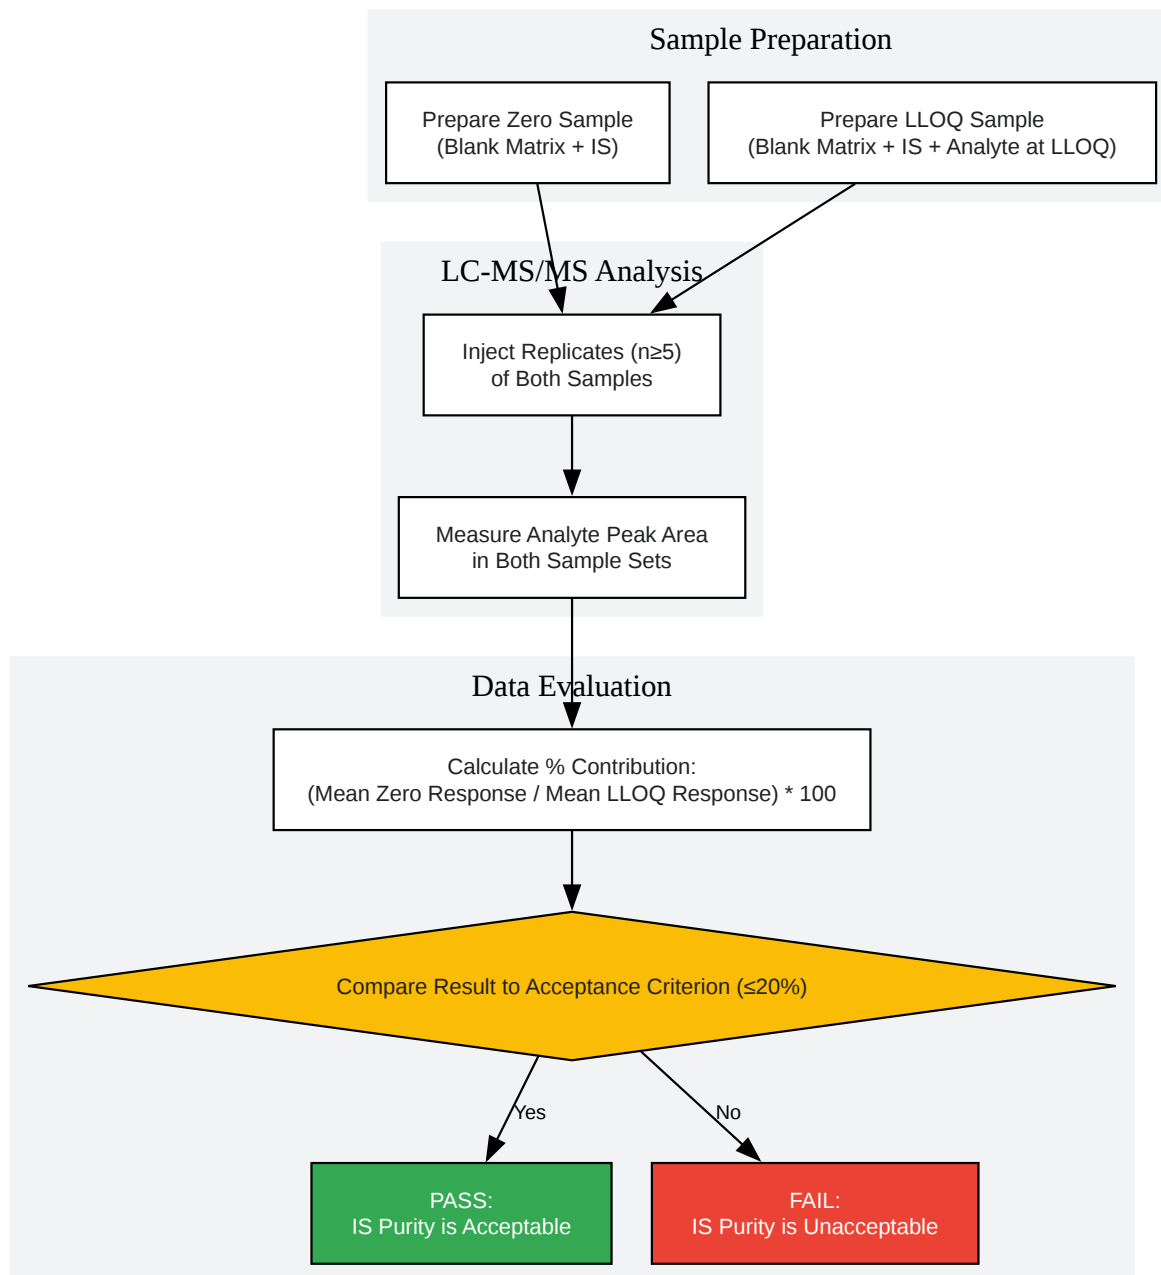 Sample Preparation
Prepare Zero Sample
(Blank Matrix + IS)
Prepare LLOQ Sample
(Blank Matrix + IS + Analyte at LLOQ)
LC-MS/MS Analysis
Inject Replicates (n≥5)
of Both Samples
Measure Analyte Peak Area
in Both Sample Sets
Data Evaluation
Calculate % Contribution:
(Mean Zero Response / Mean LLOQ Response) * 100
Compare Result to Acceptance Criterion (≤20%)
Yes
No
PASS:
IS Purity is Acceptable
FAIL:
IS Purity is Unacceptable